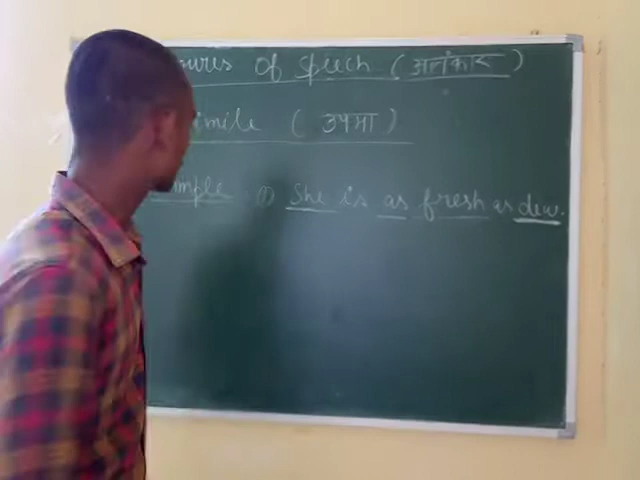 ures of Speech (अलंकार)
imile (उपमा)
mple ① She is as fresh as dew.